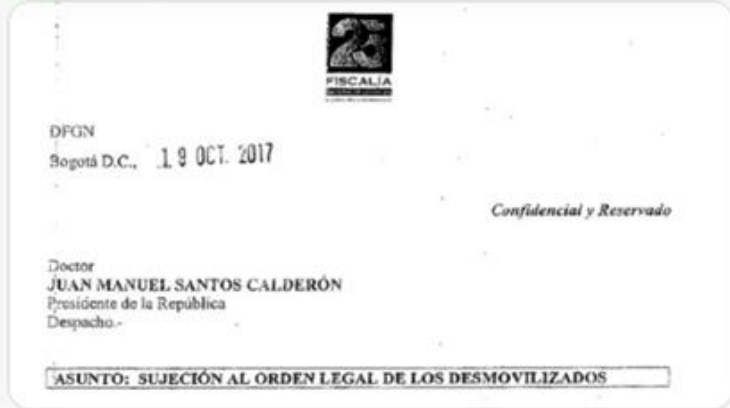 25
FISCALÍA
DFGN
Bogotá D.C., 19 OCT. 2017
Confidencial y Reservado
Doctor
JUAN MANUEL SANTOS CALDERÓN
Presidente de la República
Despacho.-
ASUNTO: SUJECIÓN AL ORDEN LEGAL DE LOS DESMOVILIZADOS